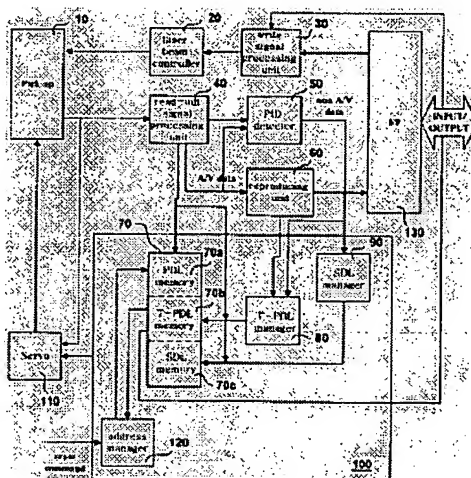 10
Pick-up
20
laser
beam
controller
30
write
signal
processing
unit
40
read-out
signal
processing
unit
50
PID
detector
non A/V
data
A/V data
60
reproducing
unit
INPUT/
OUTPUT
130
70
PDL
memory
70a
70b
T-PDL
memory
SDL
memory
70c
T-PDL
manager
80
90
SDL
manager
Servo
110
address
manager
120
command
100